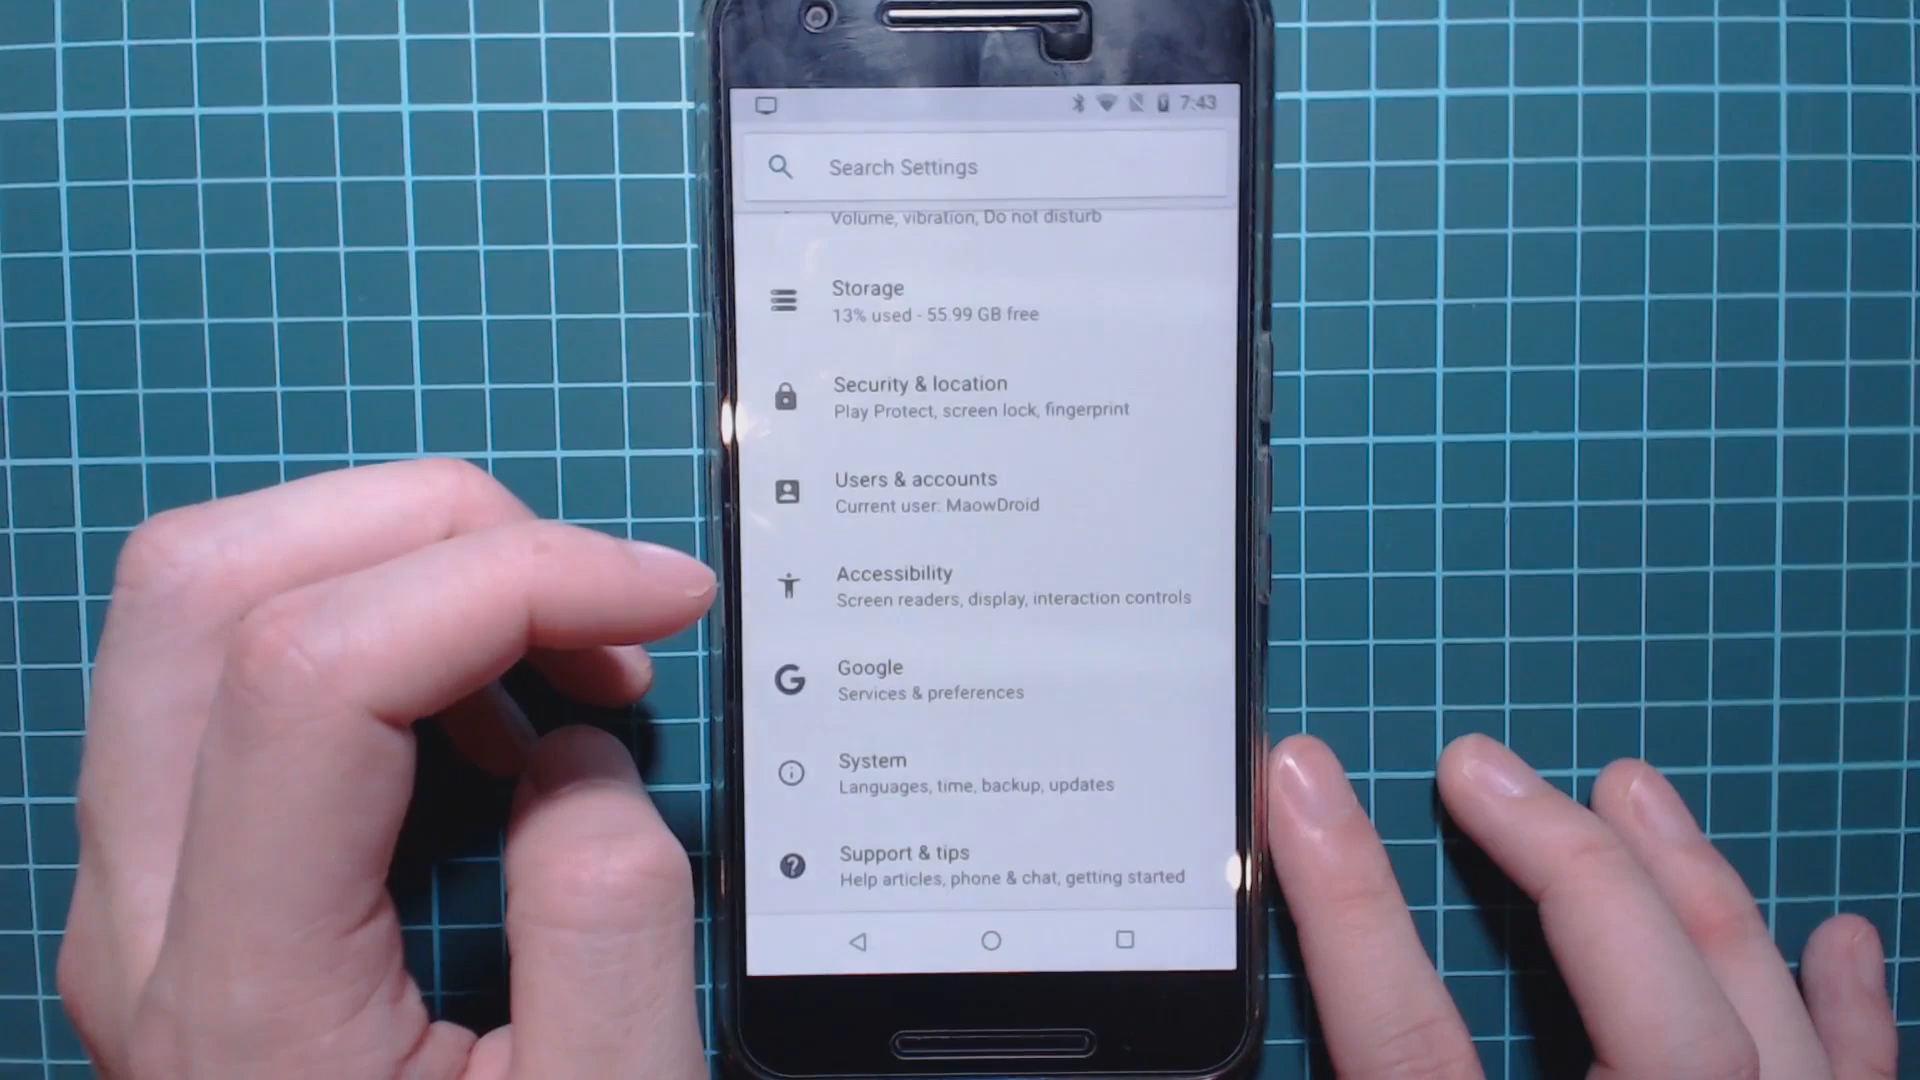 7:43
Search Settings
Volume, vibration, Do not disturb
Storage
13% used - 55.99 GB free
Security & location
Play Protect, screen lock, fingerprint
Users & accounts
Current user: MaowDroid
Accessibility
Screen readers, display, interaction controls
Google
Services & preferences
System
Languages, time, backup, updates
Support & tips
Help articles, phone & chat, getting started